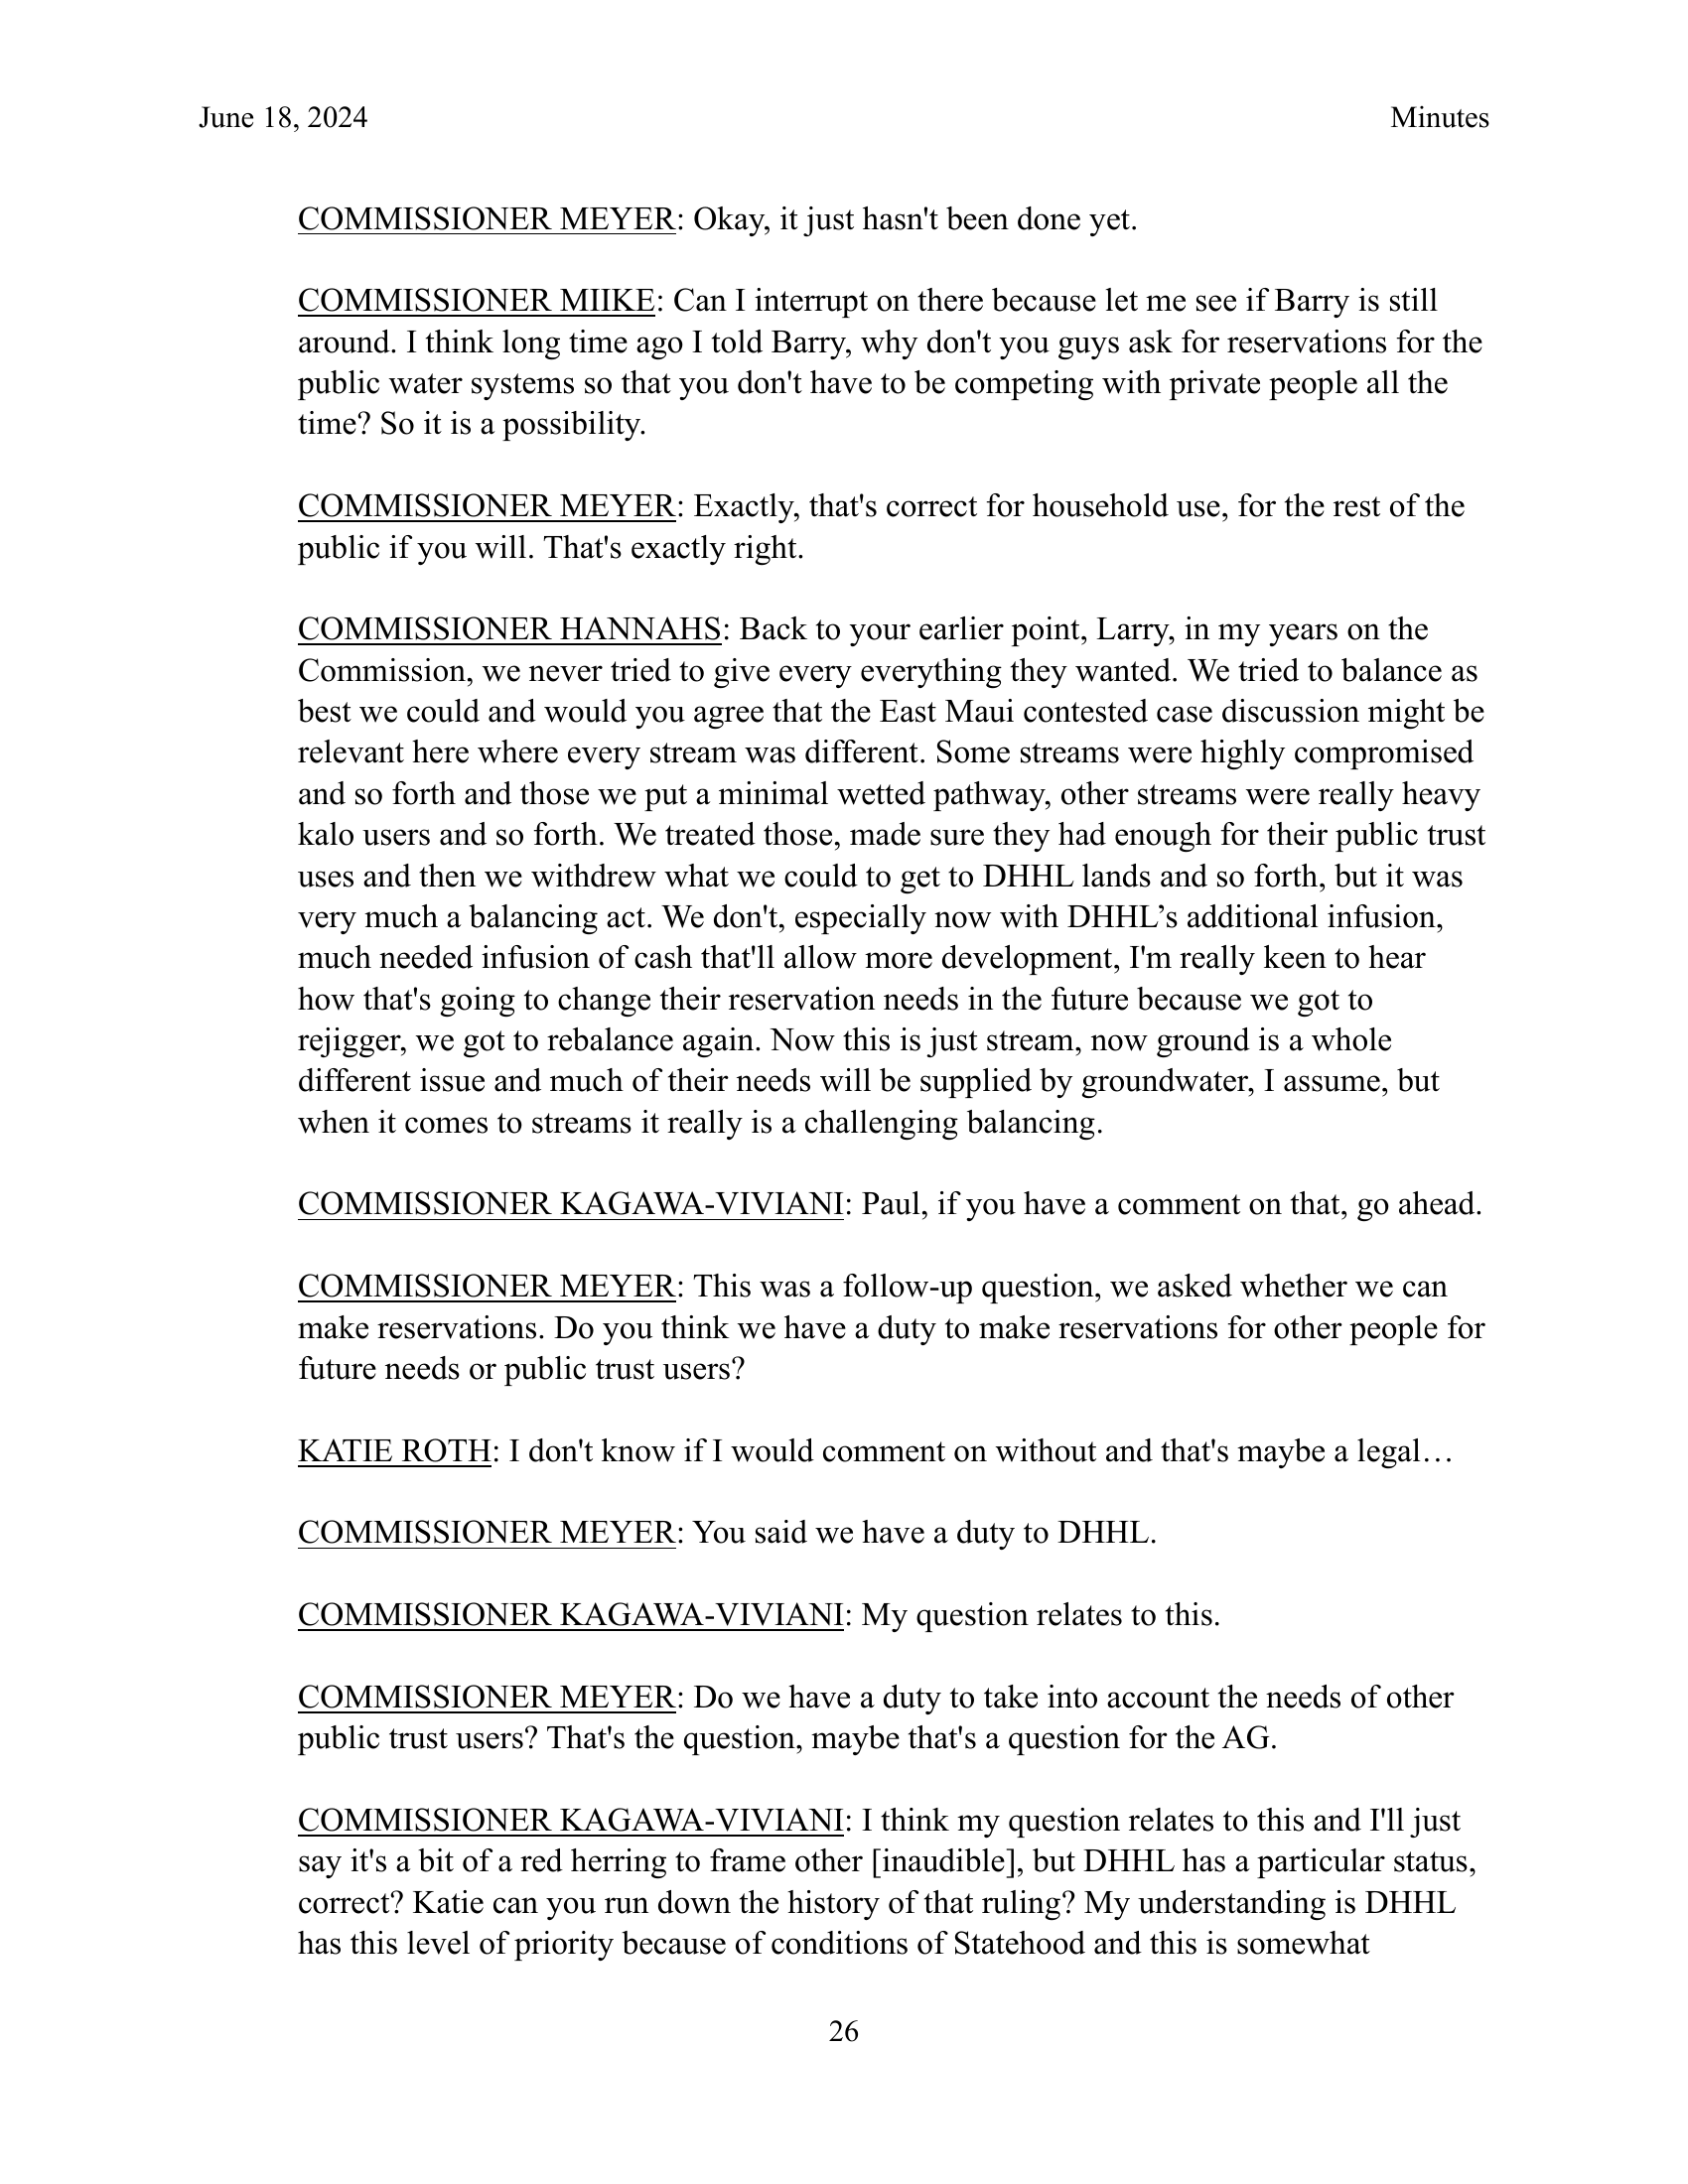 June 18, 2024 Minutes
COMMISSIONER MEYER: Okay, it just hasn't been done yet.
COMMISSIONER MIIKE: Can I interrupt on there because let me see if Barry is still
around. I think long time ago I told Barry, why don't you guys ask for reservations for the
public water systems so that you don't have to be competing with private people all the
time? So it is a possibility.
COMMISSIONER MEYER: Exactly, that's correct for household use, for the rest of the
public if you will. That's exactly right.
COMMISSIONER HANNAHS: Back to your earlier point, Larry, in my years on the
Commission, we never tried to give every everything they wanted. We tried to balance as
best we could and would you agree that the East Maui contested case discussion might be
relevant here where every stream was different. Some streams were highly compromised
and so forth and those we put a minimal wetted pathway, other streams were really heavy
kalo users and so forth. We treated those, made sure they had enough for their public trust
uses and then we withdrew what we could to get to DHHL lands and so forth, but it was
very much a balancing act. We don't, especially now with DHHL’s additional infusion,
much needed infusion of cash that'll allow more development, I'm really keen to hear
how that's going to change their reservation needs in the future because we got to
rejigger, we got to rebalance again. Now this is just stream, now ground is a whole
different issue and much of their needs will be supplied by groundwater, I assume, but
when it comes to streams it really is a challenging balancing.
COMMISSIONER KAGAWA-VIVIANI: Paul, if you have a comment on that, go ahead.
COMMISSIONER MEYER: This was a follow-up question, we asked whether we can
make reservations. Do you think we have a duty to make reservations for other people for
future needs or public trust users?
KATIE ROTH: I don't know if I would comment on without and that's maybe a legal…
COMMISSIONER MEYER: You said we have a duty to DHHL.
COMMISSIONER KAGAWA-VIVIANI: My question relates to this.
COMMISSIONER MEYER: Do we have a duty to take into account the needs of other
public trust users? That's the question, maybe that's a question for the AG.
COMMISSIONER KAGAWA-VIVIANI: I think my question relates to this and I'll just
say it's a bit of a red herring to frame other [inaudible], but DHHL has a particular status,
correct? Katie can you run down the history of that ruling? My understanding is DHHL
has this level of priority because of conditions of Statehood and this is somewhat
26